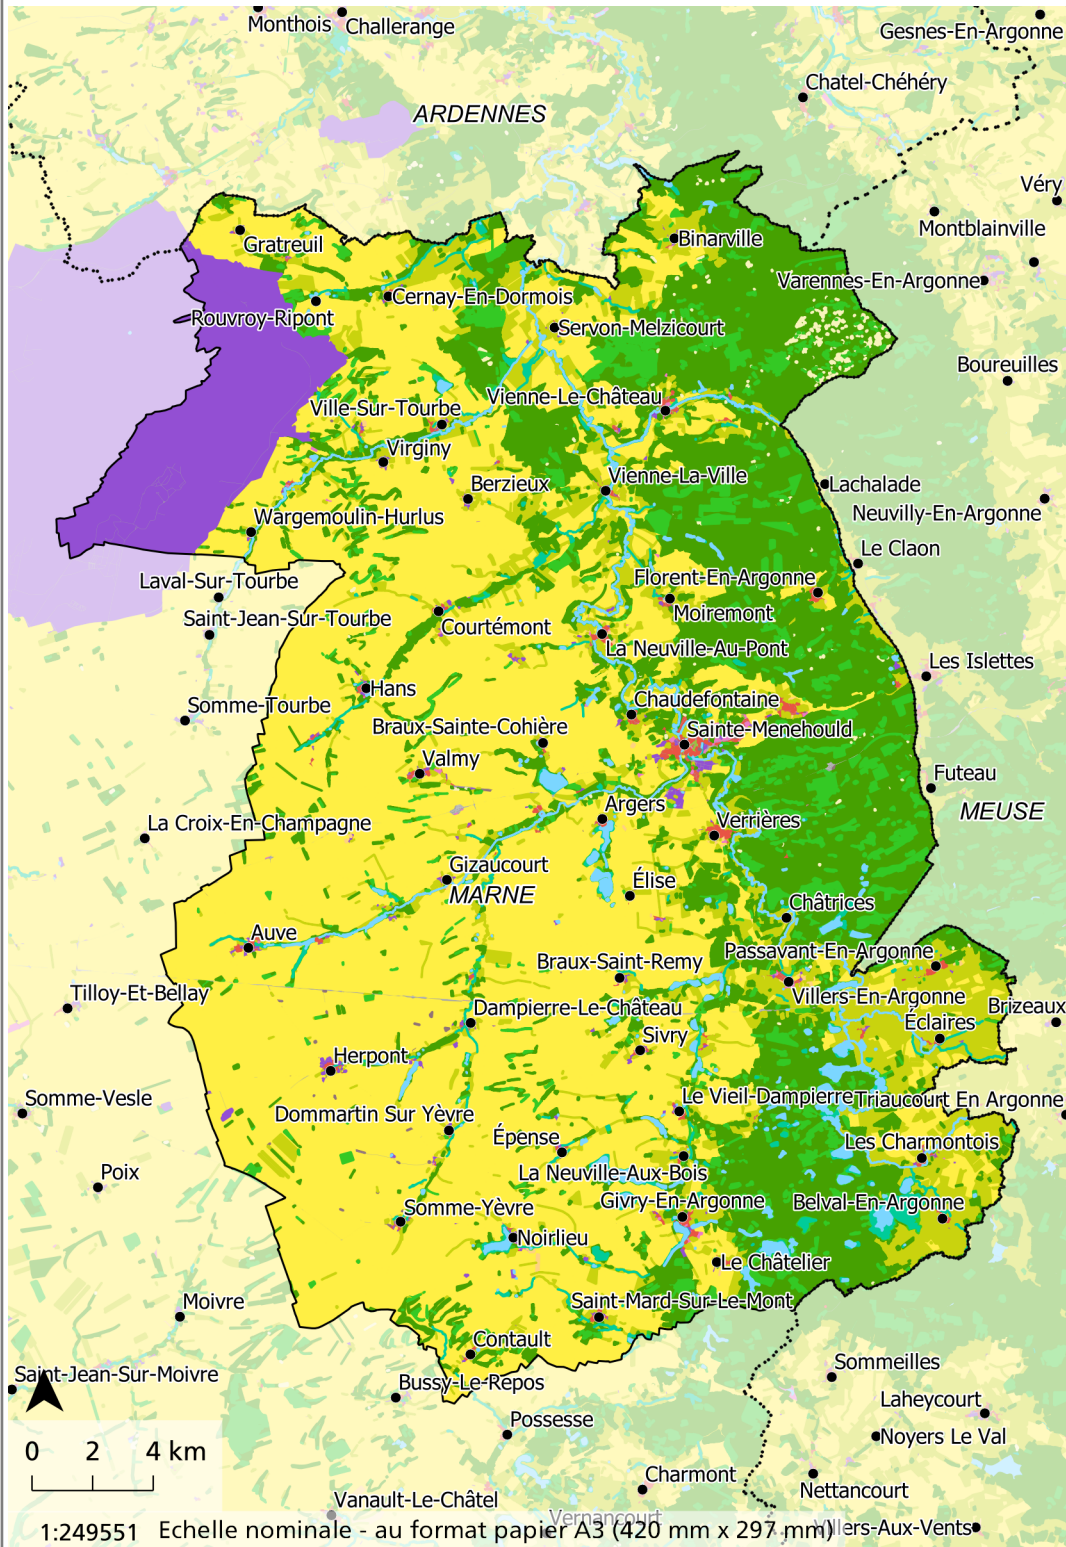 Monthois
Challerange
Gesnes-En-Argonne
Chatel-Chéhéry
ARDENNES
Véry
Montblainville
Gratreuil
Binarville
Varennes-En-Argonne
Cernay-En-Dormois
Rouvroy-Ripont
Servon-Melzicourt
Boureuilles
Vienne-Le-Château
Ville-Sur-Tourbe
Virginy
Vienne-La-Ville
Berzieux
Lachalade
Neuvilly-En-Argonne
Wargemoulin-Hurlus
Le Claon
Laval-Sur-Tourbe
Florent-En-Argonne
Moiremont
Saint-Jean-Sur-Tourbe
Courtémont
La Neuville-Au-Pont
Les Islettes
Hans
Chaudefontaine
Somme-Tourbe
Braux-Sainte-Cohière
Sainte-Menehould
Valmy
Futeau
Argers
MEUSE
La Croix-En-Champagne
Verrières
Gizaucourt
MARNE
Élise
Châtrices
Auve
Passavant-En-Argonne
Braux-Saint-Remy
Tilloy-Et-Bellay
Villers-En-Argonne
Dampierre-Le-Château
Brizeaux
Éclaires
Sivry
Herpont
Somme-Vesle
Le Vieil-Dampierre
Triaucourt En Argonne
Dommartin Sur Yèvre
Épense
Les Charmontois
Poix
La Neuville-Aux-Bois
Givry-En-Argonne
Belval-En-Argonne
Somme-Yèvre
Noirlieu
Le Châtelier
Moivre
Saint-Mard-Sur-Le-Mont
Contault
Sommeilles
Saint-Jean-Sur-Moivre
Bussy-Le-Repos
Laheycourt
Possesse
Noyers Le Val
0 2 4 km
Charmont
Nettancourt
Vanault-Le-Châtel
Vernancourt
Villers-Aux-Vents
1:249551 Echelle nominale - au format papier A3 (420 mm x 297 mm)